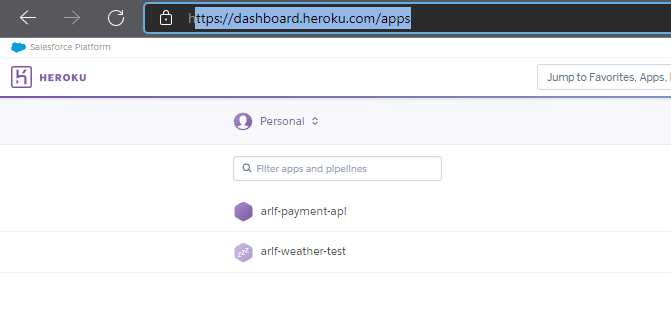 https://dashboard.heroku.com/apps
Salesforce Platform
HEROKU
Jump to Favorites, Apps,
Personal
Filter apps and pipelines
arlf-payment-apl
zzz
arlf-weather-test